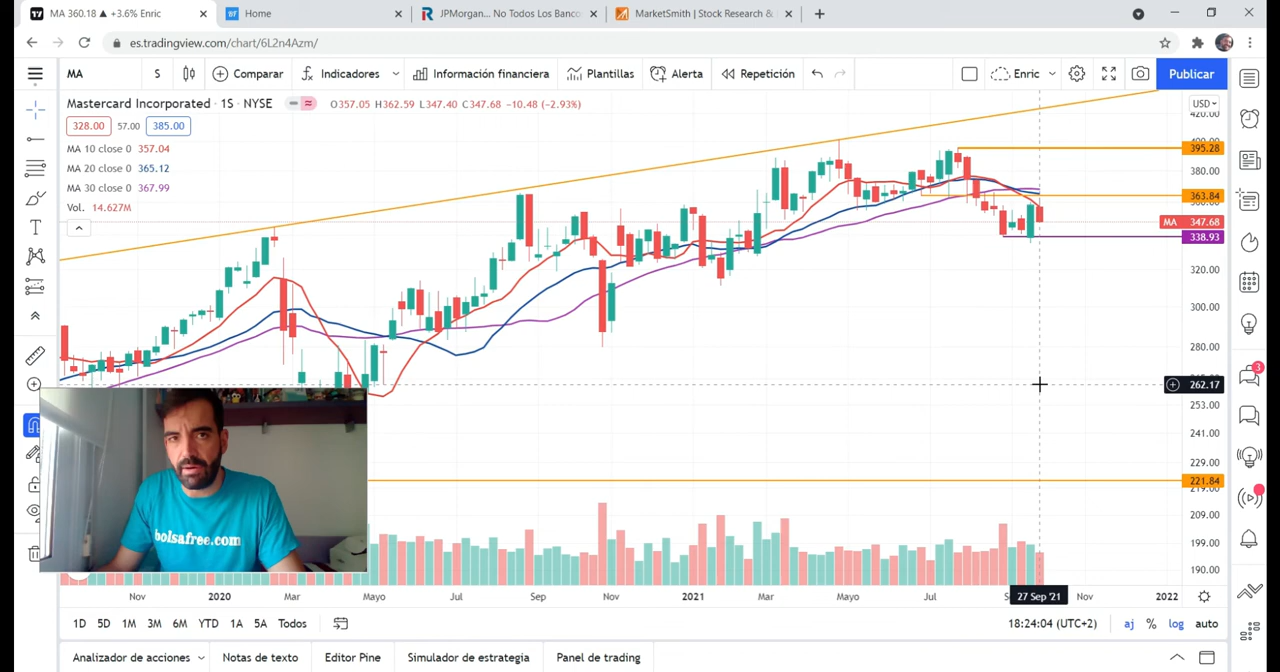 MA 360.18 ▲ +3.6% Enric
Home
JPMorgan... No Todos Los Banco
MarketSmith | Stock Research &
es.tradingview.com/chart/6L2n4Azm/
MA S Comparar Indicadores Información financiera Plantillas Alerta Repetición Enric Publicar
Mastercard Incorporated · 1S · NYSE O357.05 H362.59 L347.40 C347.68 −10.48 (−2.93%)
USD
328.00 57.00 385.00
MA 10 close 0 357.04
MA 20 close 0 365.12
MA 30 close 0 367.99
Vol. 14.627M
395.28
380.00
363.84
MA 347.68
338.93
320.00
300.00
280.00
262.17
253.00
241.00
229.00
221.84
209.00
199.00
190.00
3
bolsafree.com
Nov 2020 Mar Mayo Jul Sep Nov 2021 Mar Mayo Jul 27 Sep '21 Nov 2022
1D 5D 1M 3M 6M YTD 1A 5A Todos 18:24:04 (UTC+2) aj % log auto
Analizador de acciones Notas de texto Editor Pine Simulador de estrategia Panel de trading